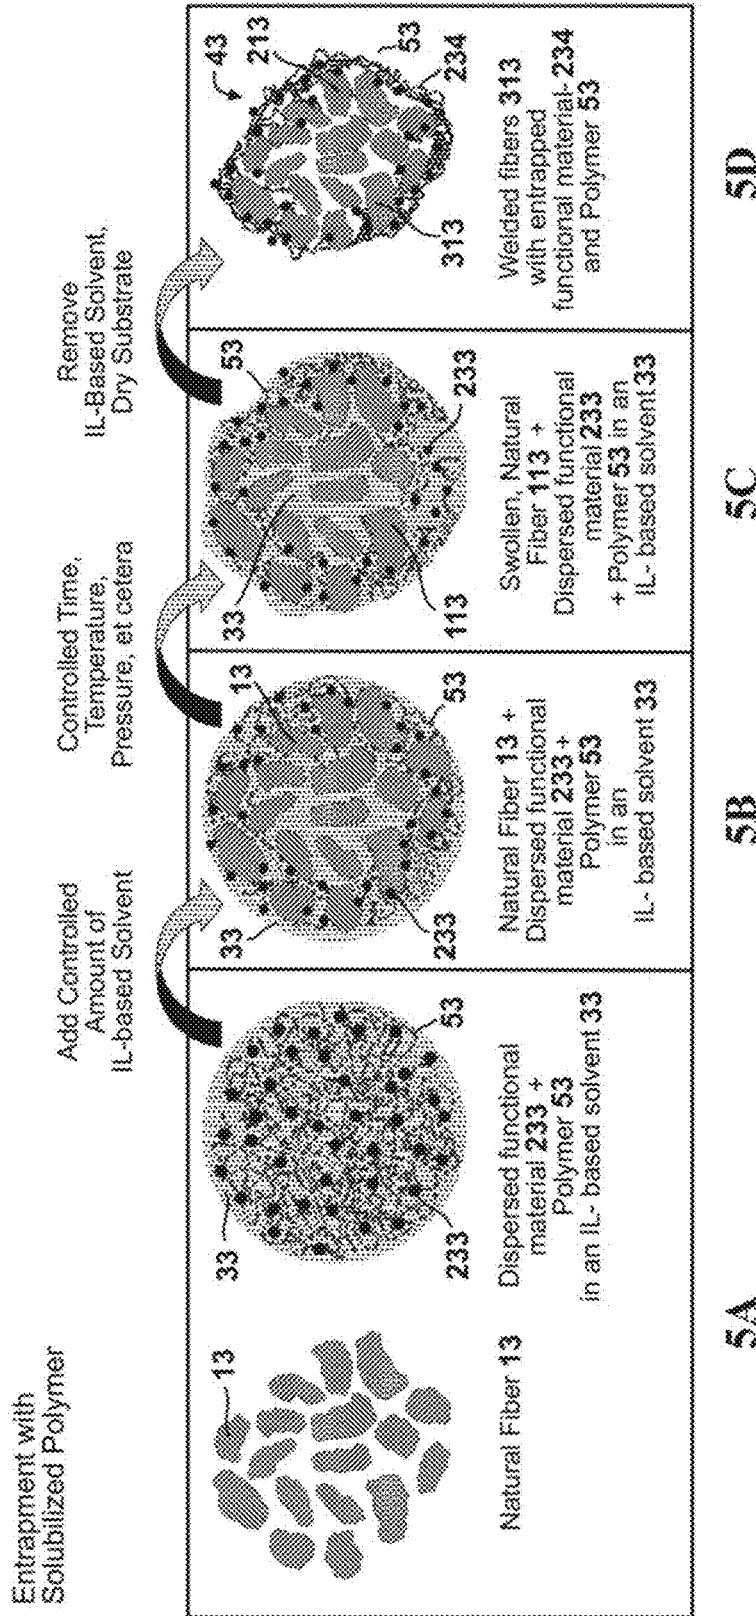 Entrapment with
Solubilized Polymer
Add Controlled
Amount of
IL-based Solvent
Controlled Time,
Temperature,
Pressure, et cetera
Remove
IL-Based Solvent,
Dry Substrate
13
Natural Fiber 13
33
53
233
Dispersed functional
material 233 +
Polymer 53
in an IL- based solvent 33
33
13
233
53
Natural Fiber 13 +
Dispersed functional
material 233 +
Polymer 53
in an
IL- based solvent 33
33
53
113
233
Swollen, Natural
Fiber 113 +
Dispersed functional
material 233
+ Polymer 53 in an
IL- based solvent 33
43
213
53
234
313
Welded fibers 313
with entrapped
functional material- 234
and Polymer 53
5A
5B
5C
5D